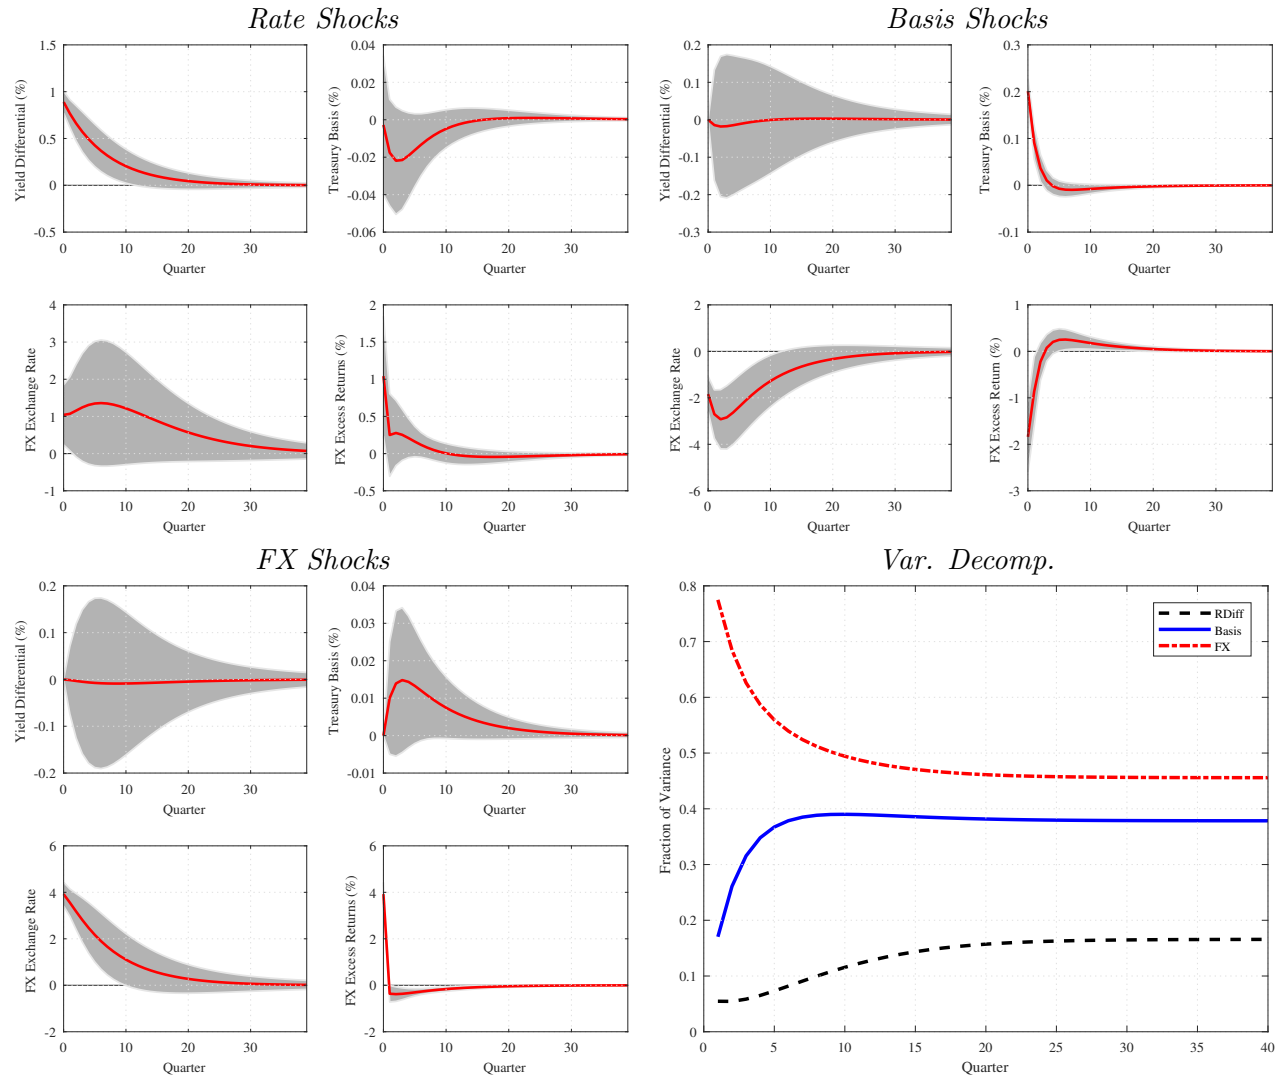 Rate Shocks
Basis Shocks
Yield Differential (%)
1.5
1
0.5
0
-0.5
0 10 20 30
Quarter
Treasury Basis (%)
0.04
0.02
0
-0.02
-0.04
-0.06
0 10 20 30
Quarter
Yield Differential (%)
0.2
0.1
0
-0.1
-0.2
-0.3
0 10 20 30
Quarter
Treasury Basis (%)
0.3
0.2
0.1
0
-0.1
0 10 20 30
Quarter
FX Exchange Rate
4
3
2
1
0
-1
0 10 20 30
Quarter
FX Excess Returns (%)
2
1.5
1
0.5
0
-0.5
0 10 20 30
Quarter
FX Exchange Rate
2
0
-2
-4
-6
0 10 20 30
Quarter
FX Excess Return (%)
1
0
-1
-2
-3
0 10 20 30
Quarter
FX Shocks
Var. Decomp.
Yield Differential (%)
0.2
0.1
0
-0.1
-0.2
0 10 20 30
Quarter
Treasury Basis (%)
0.04
0.03
0.02
0.01
0
-0.01
0 10 20 30
Quarter
FX Exchange Rate
6
4
2
0
-2
0 10 20 30
Quarter
FX Excess Returns (%)
6
4
2
0
-2
0 10 20 30
Quarter
Fraction of Variance
0.8
0.7
0.6
0.5
0.4
0.3
0.2
0.1
0
0 5 10 15 20 25 30 35 40
Quarter
RDiff
Basis
FX